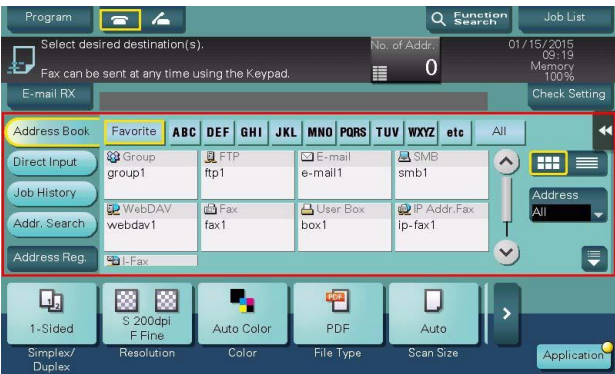 Program
Function Search
Job List
Select desired destination(s).
Fax can be sent at any time using the Keypad.
No. of Addr.
0
01/15/2015
09:19
Memory
100%
E-mail RX
Check Setting
Address Book
Favorite ABC DEF GHI JKL MNO PQRS TUV WXYZ etc All
Direct Input
Job History
Addr. Search
Address Reg.
Group
group1
FTP
ftp1
E-mail
e-mail1
SMB
smb1
WebDAV
webdav1
Fax
fax1
User Box
box1
IP Addr.Fax
ip-fax1
I-Fax
Address
All
1 2
1-Sided
Simplex/
Duplex
S 200dpi
F Fine
Resolution
Auto Color
Color
PDF
PDF
File Type
Auto
Scan Size
Application